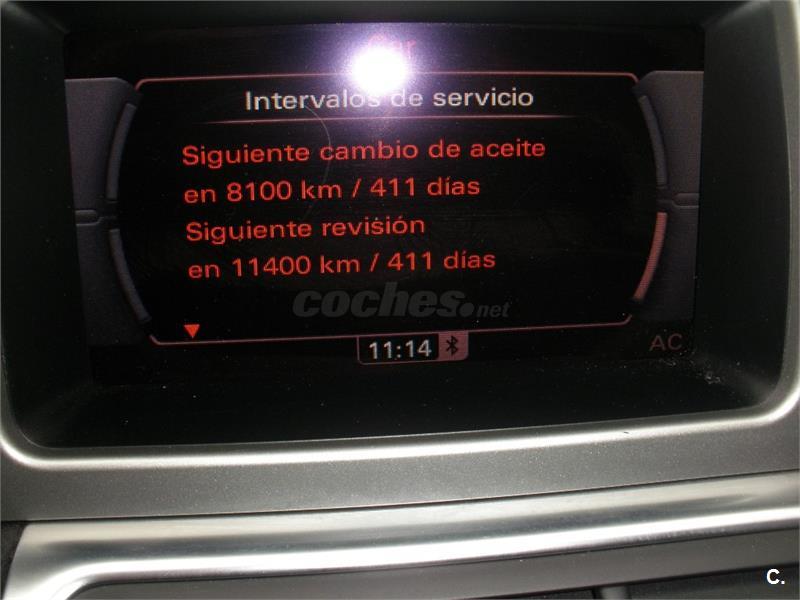 Car
Intervalos de servicio
Siguiente cambio de aceite
en 8100 km / 411 días
Siguiente revisión
en 11400 km / 411 días
coches.net
11:14
AC
C.